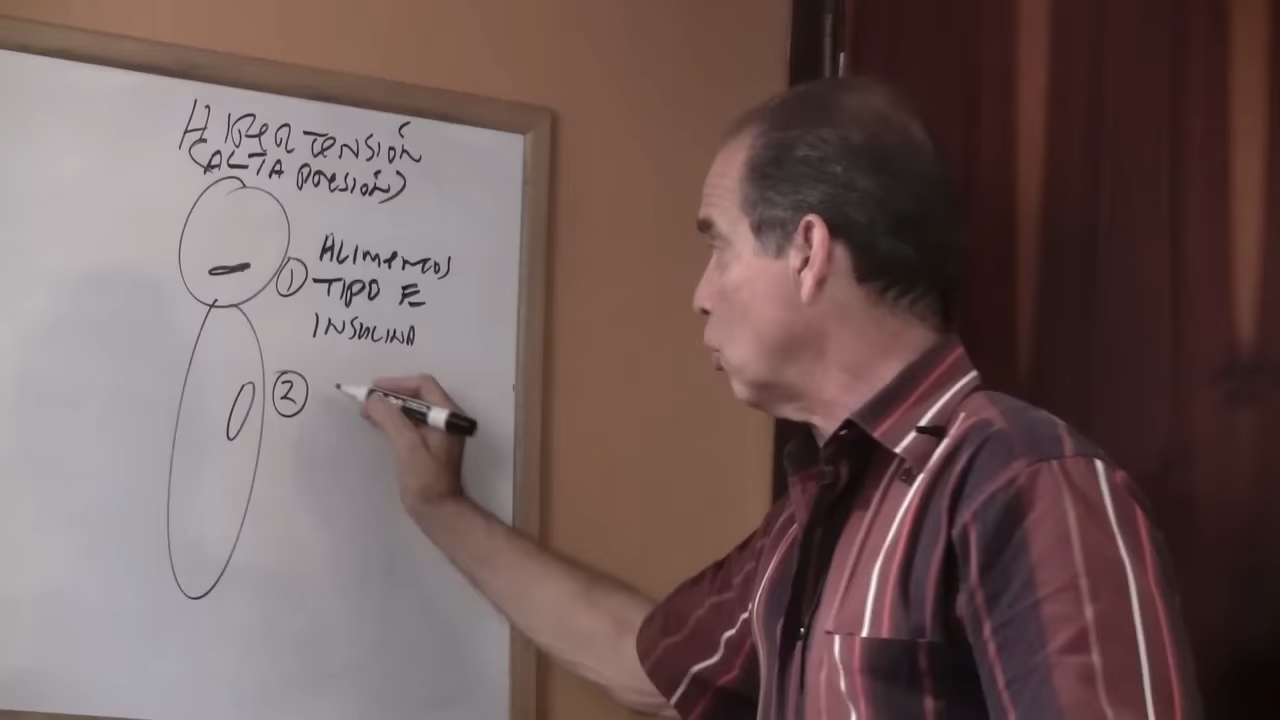 HIPERTENSIÓN
(ALTA PRESIÓN)
① ALIMENTOS
TIPO E
INSULINA
②